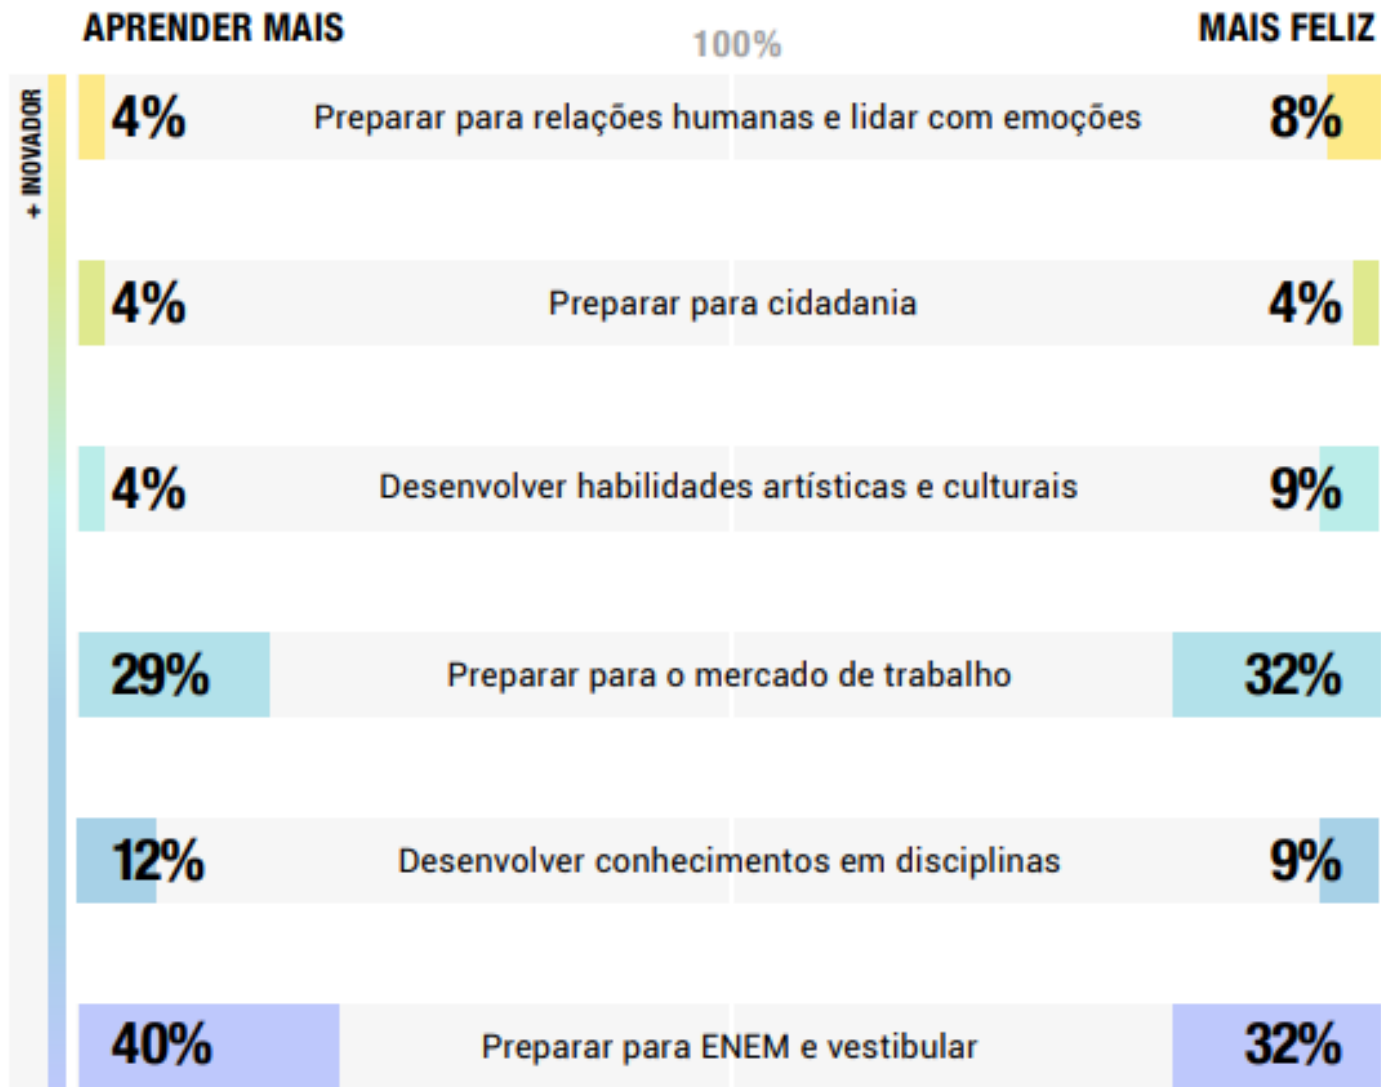 APRENDER MAIS
100%
MAIS FELIZ
+ INOVADOR
4% Preparar para relações humanas e lidar com emoções 8%
4% Preparar para cidadania 4%
4% Desenvolver habilidades artísticas e culturais 9%
29% Preparar para o mercado de trabalho 32%
12% Desenvolver conhecimentos em disciplinas 9%
40% Preparar para ENEM e vestibular 32%